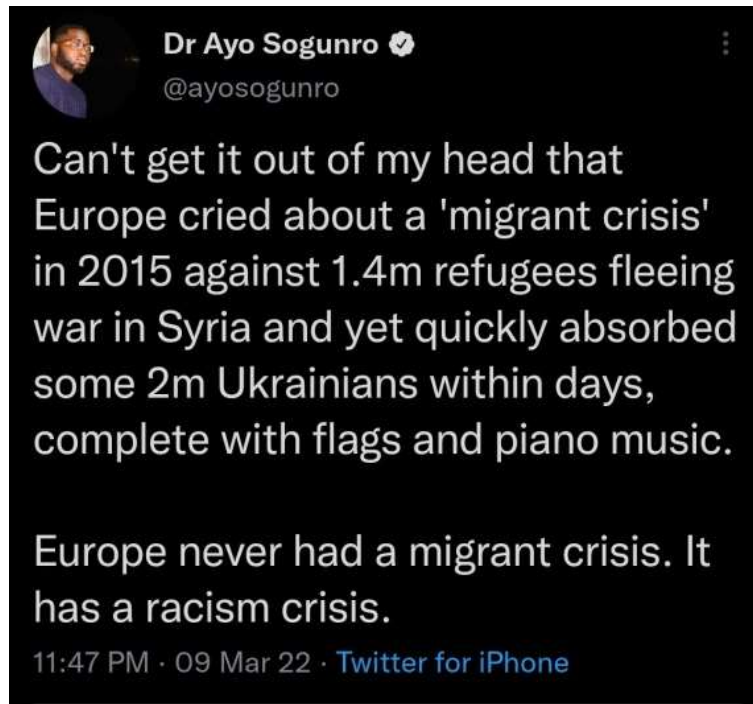 Dr Ayo Sogunro
@ayosogunro
Can't get it out of my head that
Europe cried about a 'migrant crisis'
in 2015 against 1.4m refugees fleeing
war in Syria and yet quickly absorbed
some 2m Ukrainians within days,
complete with flags and piano music.
Europe never had a migrant crisis. It
has a racism crisis.
11:47 PM · 09 Mar 22 · Twitter for iPhone